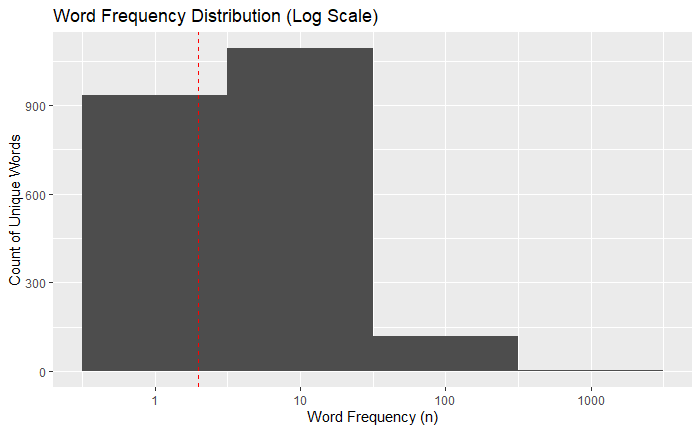 Word Frequency Distribution (Log Scale)
Count of Unique Words
900
600
300
0
1 10 100 1000
Word Frequency (n)